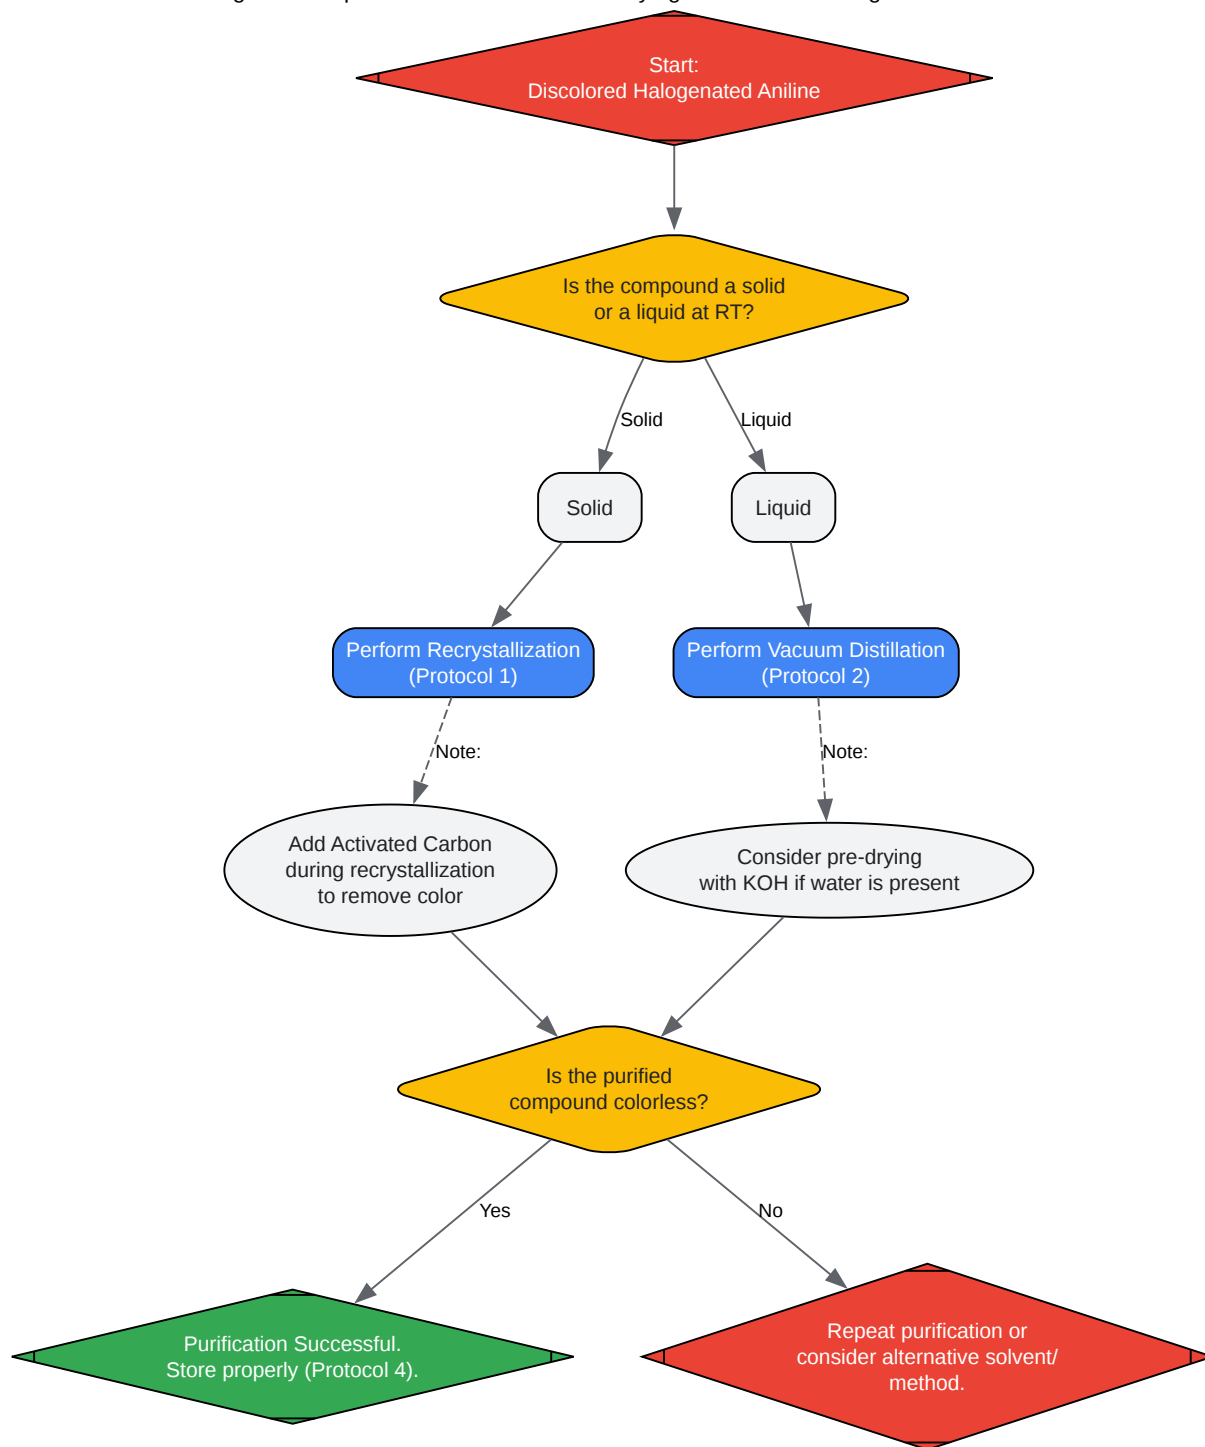 Start:
Discolored Halogenated Aniline
Is the compound a solid
or a liquid at RT?
Solid
Liquid
Solid
Liquid
Perform Recrystallization
(Protocol 1)
Perform Vacuum Distillation
(Protocol 2)
Note:
Note:
Add Activated Carbon
during recrystallization
to remove color
Consider pre-drying
with KOH if water is present
Is the purified
compound colorless?
Yes
No
Purification Successful.
Store properly (Protocol 4).
Repeat purification or
consider alternative solvent/
method.